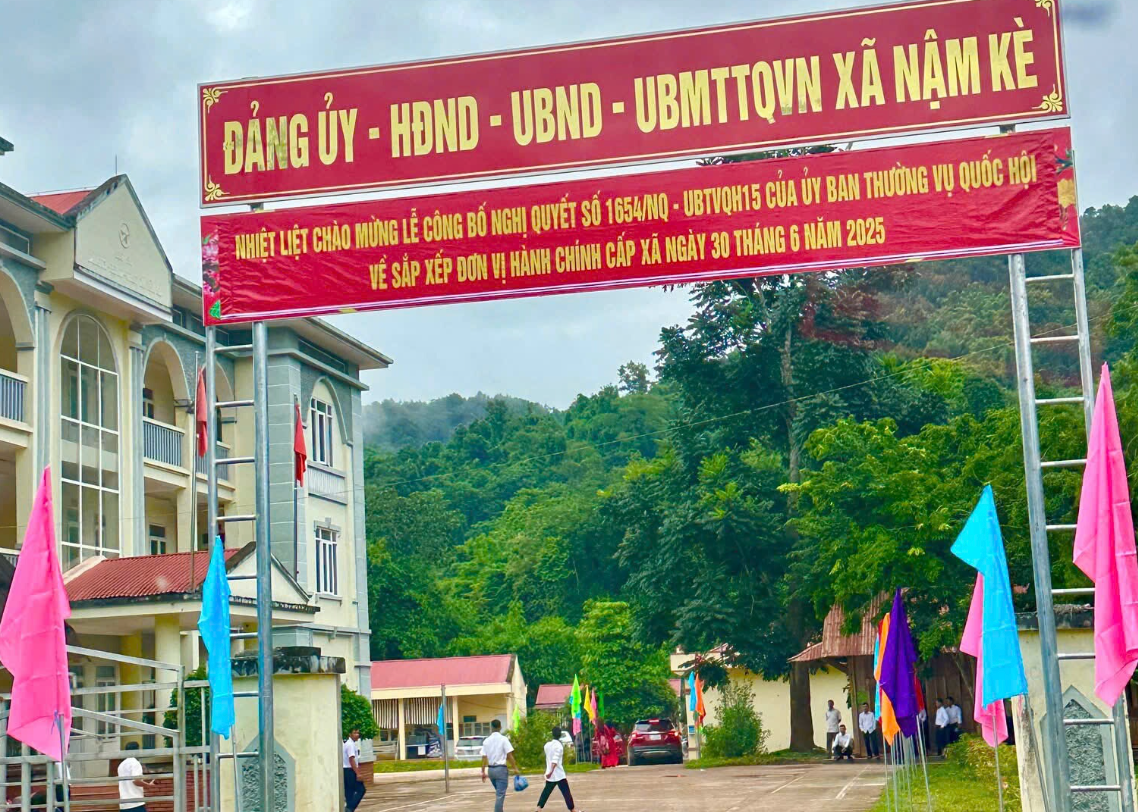 ĐẢNG ỦY - HĐND - UBND - UBMTTQVN XÃ NẬM KÈ
NHIỆT LIỆT CHÀO MỪNG LỄ CÔNG BỐ NGHỊ QUYẾT SỐ 1654/NQ - UBTVQH15 CỦA ỦY BAN THƯỜNG VỤ QUỐC HỘI
VỀ SẮP XẾP ĐƠN VỊ HÀNH CHÍNH CẤP XÃ NGÀY 30 THÁNG 6 NĂM 2025